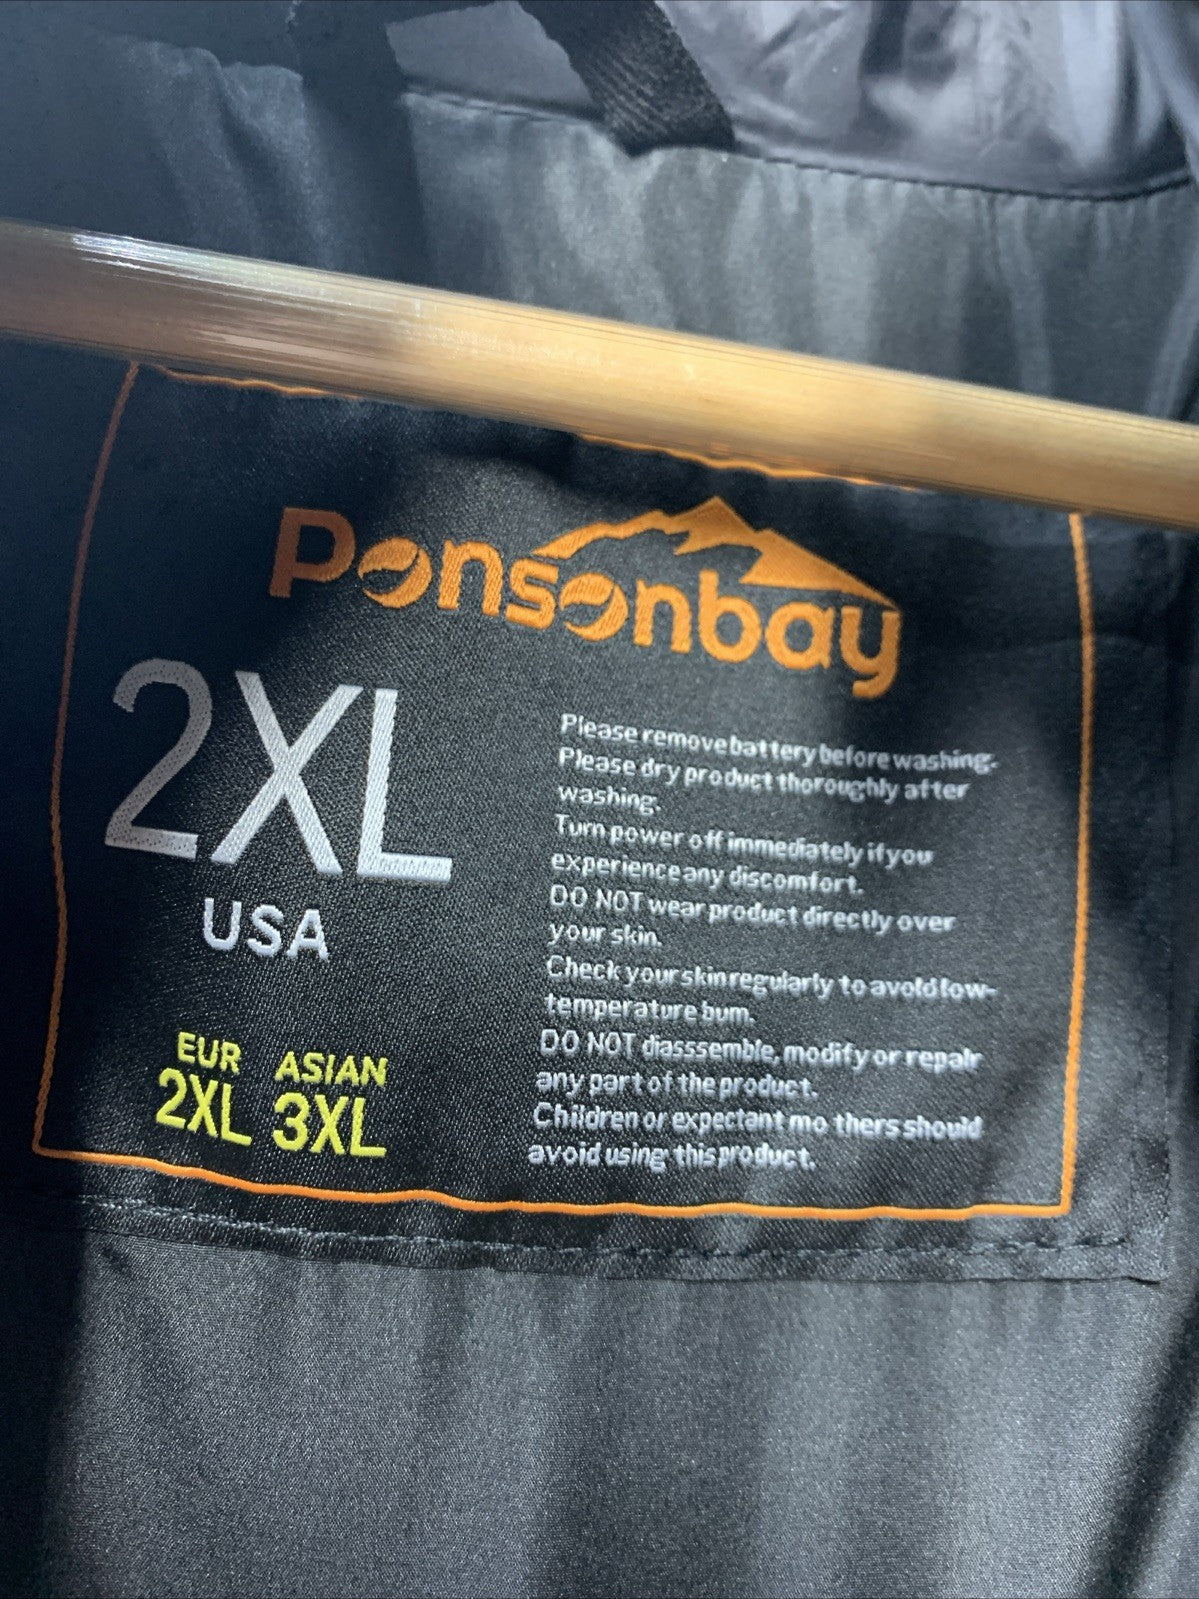 Ponsonbay
2XL
USA
EUR ASIAN
2XL 3XL
Please remove battery before washing.
Please dry product thoroughly after
washing.
Turn power off immediately if you
experience any discomfort.
DO NOT wear product directly over
your skin.
Check your skin regularly to avoid low-
temperature bum.
DO NOT diasssemble, modify or repair
any part of the product.
Children or expectant mo thers should
avoid using this product.